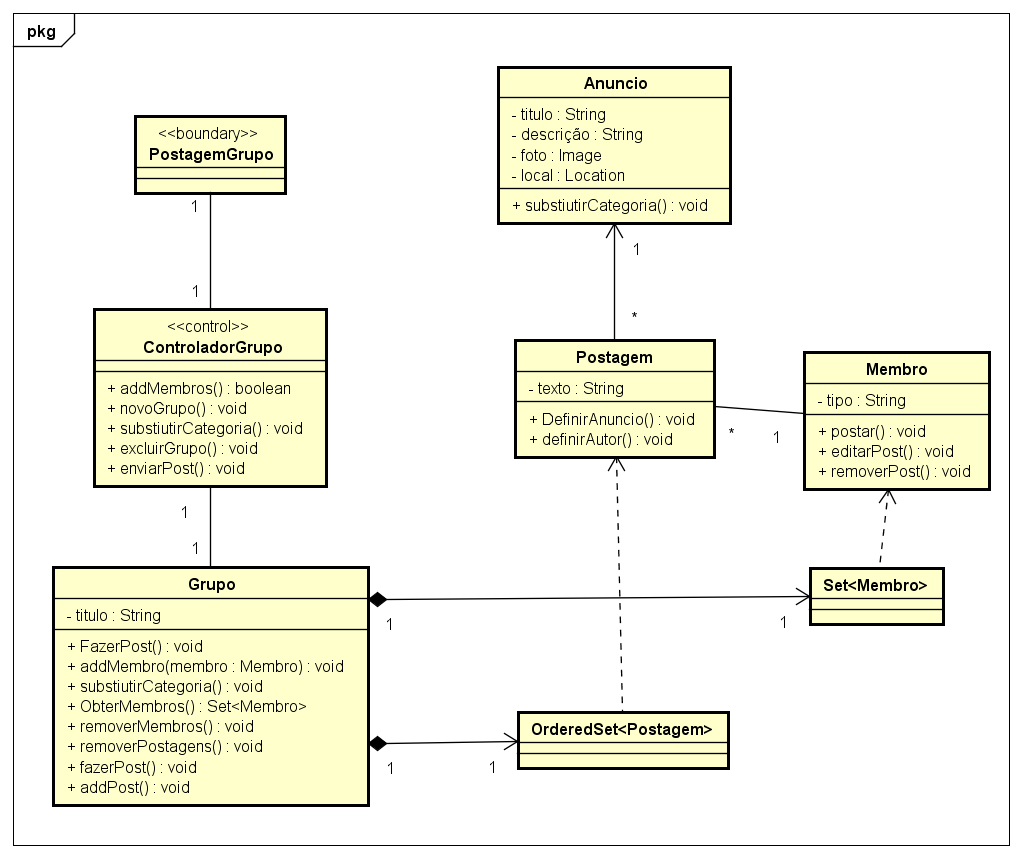 pkg
Anuncio
- titulo : String
- descrição : String
- foto : Image
- local : Location
+ substiutirCategoria() : void
<<boundary>>
PostagemGrupo
1
1
1
*
<<control>>
ControladorGrupo
+ addMembros() : boolean
+ novoGrupo() : void
+ substiutirCategoria() : void
+ excluirGrupo() : void
+ enviarPost() : void
Postagem
- texto : String
+ DefinirAnuncio() : void
+ definirAutor() : void
*
1
Membro
- tipo : String
+ postar() : void
+ editarPost() : void
+ removerPost() : void
1
1
Grupo
- titulo : String
+ FazerPost() : void
+ addMembro(membro : Membro) : void
+ substiutirCategoria() : void
+ ObterMembros() : Set<Membro>
+ removerMembros() : void
+ removerPostagens() : void
+ fazerPost() : void
+ addPost() : void
1
1
Set<Membro>
1
1
OrderedSet<Postagem>